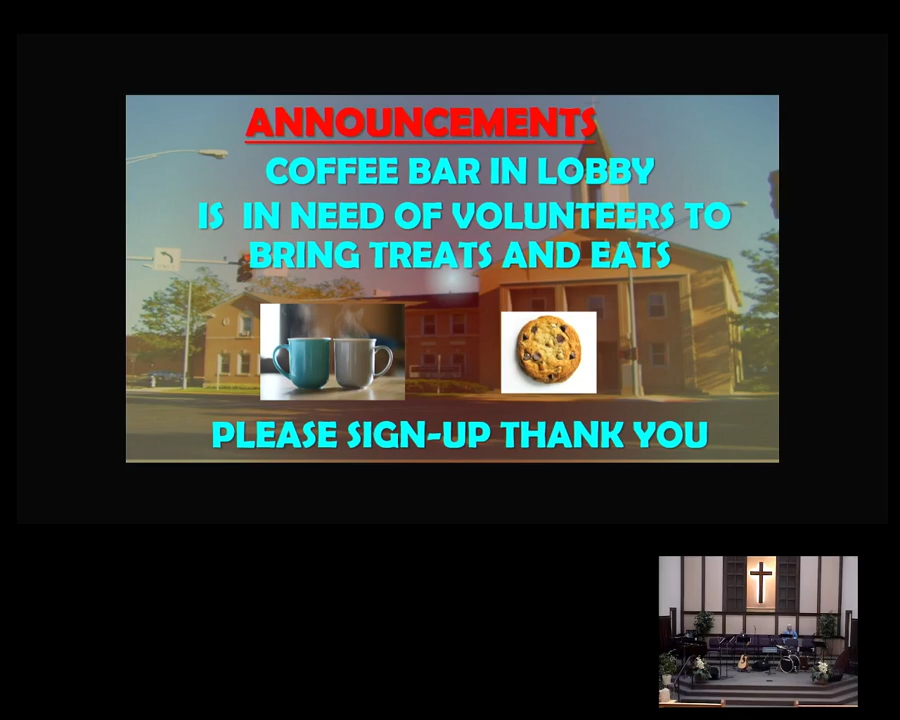 ANNOUNCEMENTS
COFFEE BAR IN LOBBY
IS IN NEED OF VOLUNTEERS TO
BRING TREATS AND EATS
PLEASE SIGN-UP THANK YOU